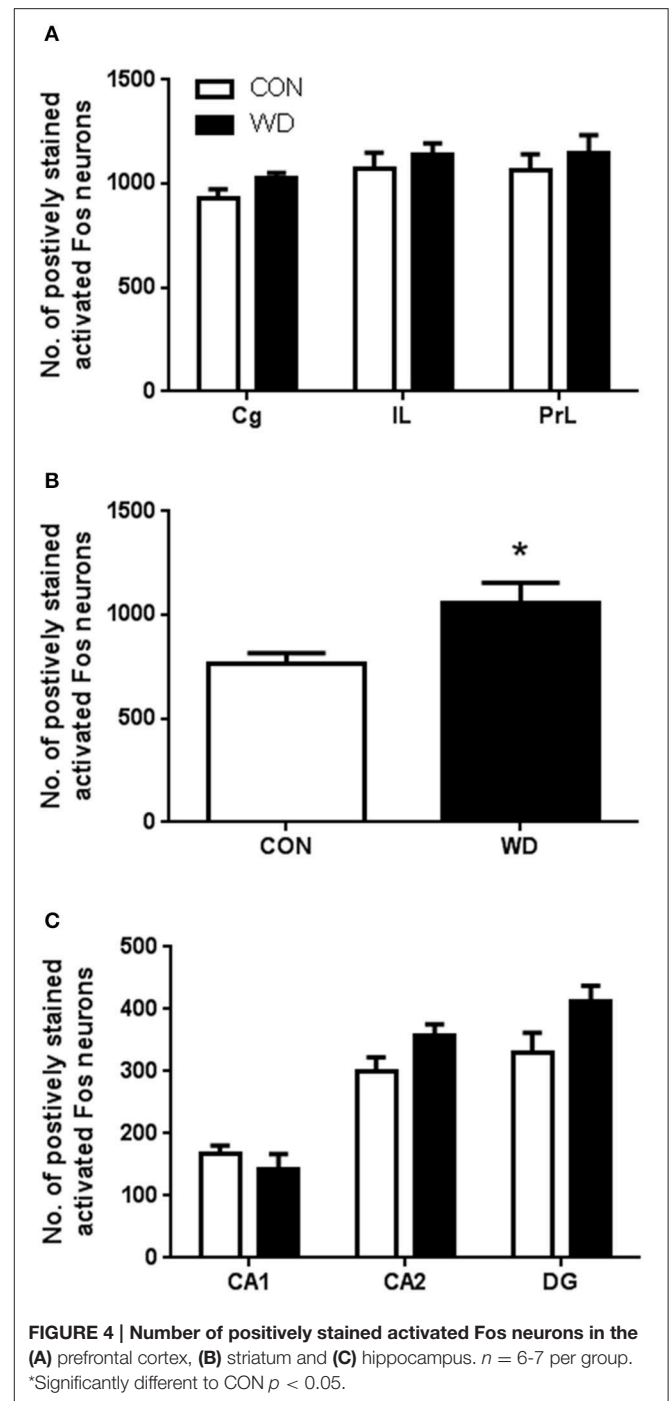 A
No. of postively stained
activated Fos neurons
1500
1000
500
0
CON
WD
Cg IL PrL
B
No. of postively stained
activated Fos neurons
1500
1000
500
0
*
CON WD
C
No. of postively stained
activated Fos neurons
500
400
300
200
100
0
CA1 CA2 DG
FIGURE 4 | Number of positively stained activated Fos neurons in the
(A) prefrontal cortex, (B) striatum and (C) hippocampus. n = 6-7 per group.
*Significantly different to CON p < 0.05.